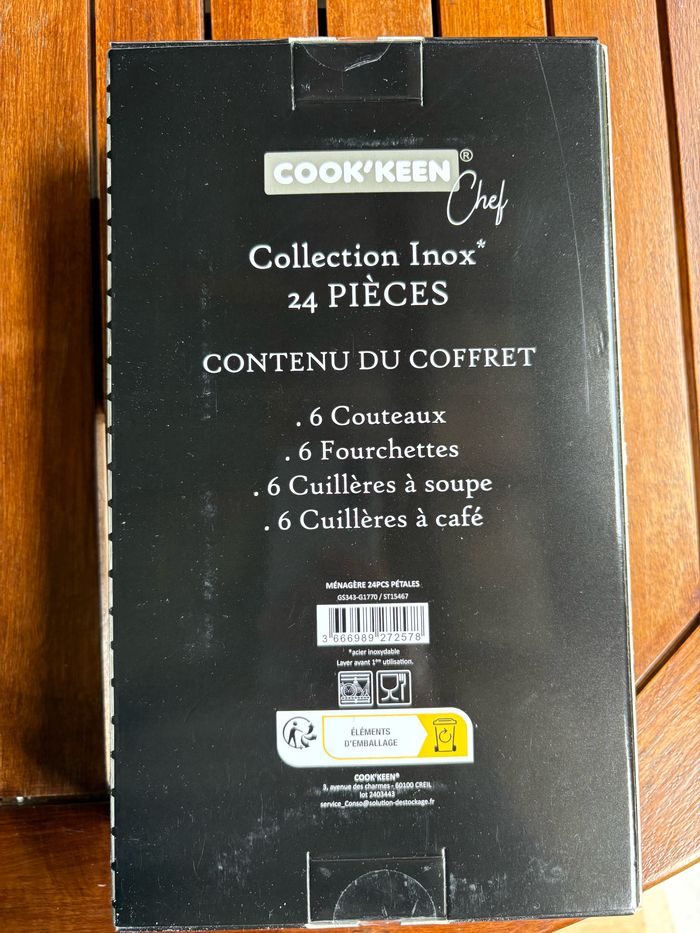 COOK'KEEN®
Chef
Collection Inox*
24 PIÈCES
CONTENU DU COFFRET
. 6 Couteaux
. 6 Fourchettes
. 6 Cuillères à soupe
. 6 Cuillères à café
MÉNAGÈRE 24PCS PÉTALES
GS343-G1770 / ST15467
3 666989 272578
*acier inoxydable
Laver avant 1ère utilisation.
ÉLÉMENTS
D'EMBALLAGE
COOK'KEEN®
3, avenue des charmes - 60100 CREIL
lot 2403443
service_Conso@solution-destockage.fr